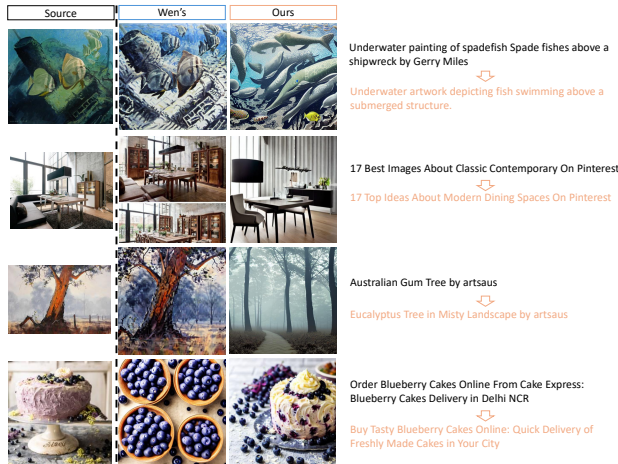 Source
Wen's
Ours
Underwater painting of spadefish Spade fishes above a
shipwreck by Gerry Miles
Underwater artwork depicting fish swimming above a
submerged structure.
17 Best Images About Classic Contemporary On Pinterest
17 Top Ideas About Modern Dining Spaces On Pinterest
Australian Gum Tree by artsaus
Eucalyptus Tree in Misty Landscape by artsaus
Order Blueberry Cakes Online From Cake Express:
Blueberry Cakes Delivery in Delhi NCR
Buy Tasty Blueberry Cakes Online: Quick Delivery of
Freshly Made Cakes in Your City